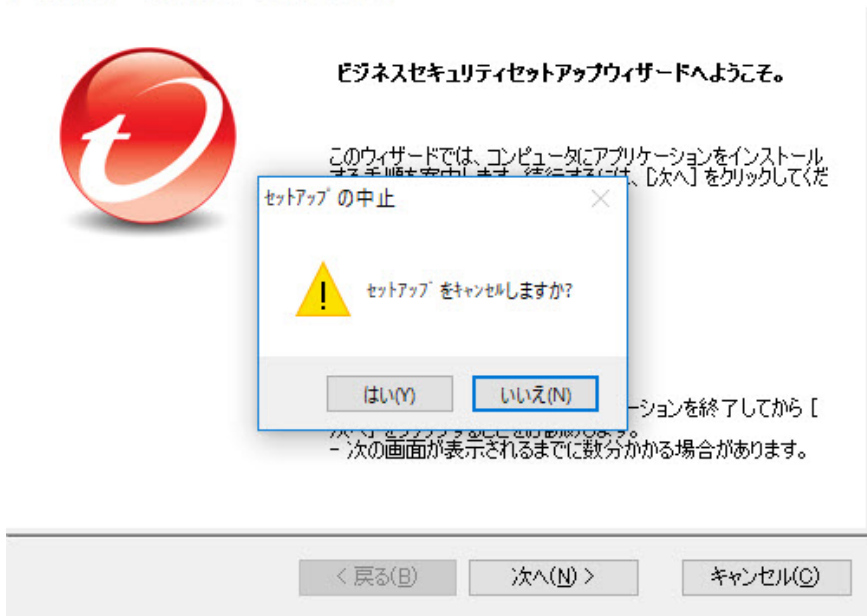 ビジネスセキュリティセットアップウィザードへようこそ。
このウィザードでは、コンピュータにアプリケーションをインストール
、[次へ] をクリックしてくだ
セットアップ の中止
セットアップ をキャンセルしますか?
はい(Y)
いいえ(N)
ーションを終了してから [
- 次の画面が表示されるまでに数分かかる場合があります。
< 戻る(B)
次へ(N) >
キャンセル(C)